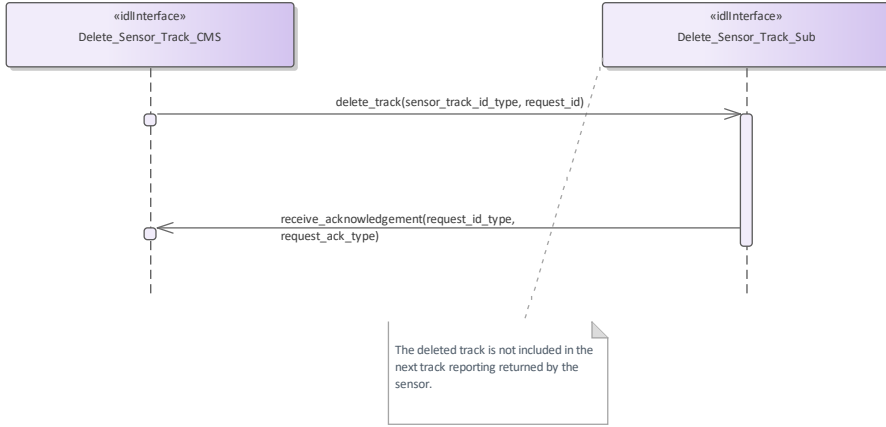 «idlInterface»
Delete_Sensor_Track_CMS
«idlInterface»
Delete_Sensor_Track_Sub
delete_track(sensor_track_id_type, request_id)
receive_acknowledgement(request_id_type,
request_ack_type)
The deleted track is not included in the
next track reporting returned by the
sensor.